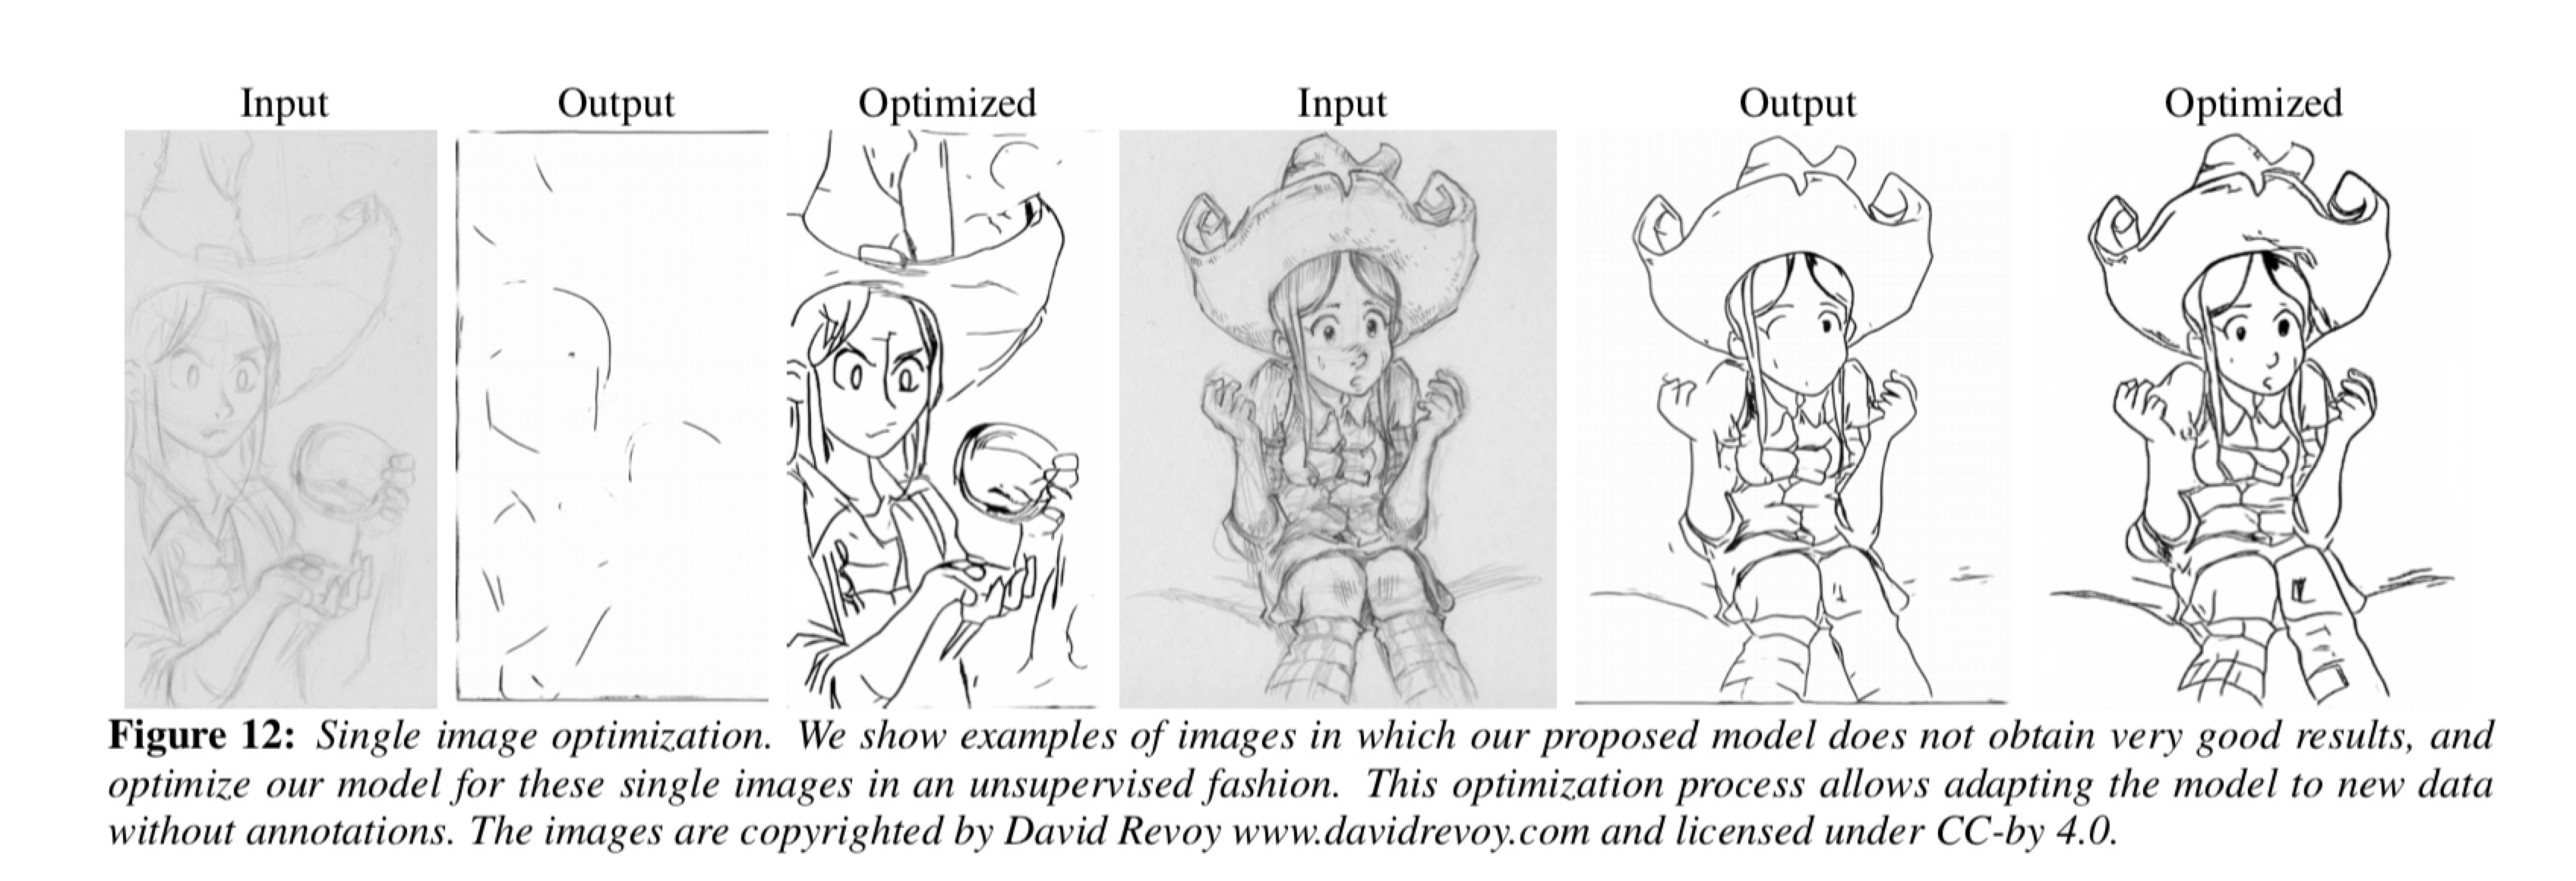 Input Output Optimized Input Output Optimized
Figure 12: Single image optimization. We show examples of images in which our proposed model does not obtain very good results, and
optimize our model for these single images in an unsupervised fashion. This optimization process allows adapting the model to new data
without annotations. The images are copyrighted by David Revoy www.davidrevoy.com and licensed under CC-by 4.0.